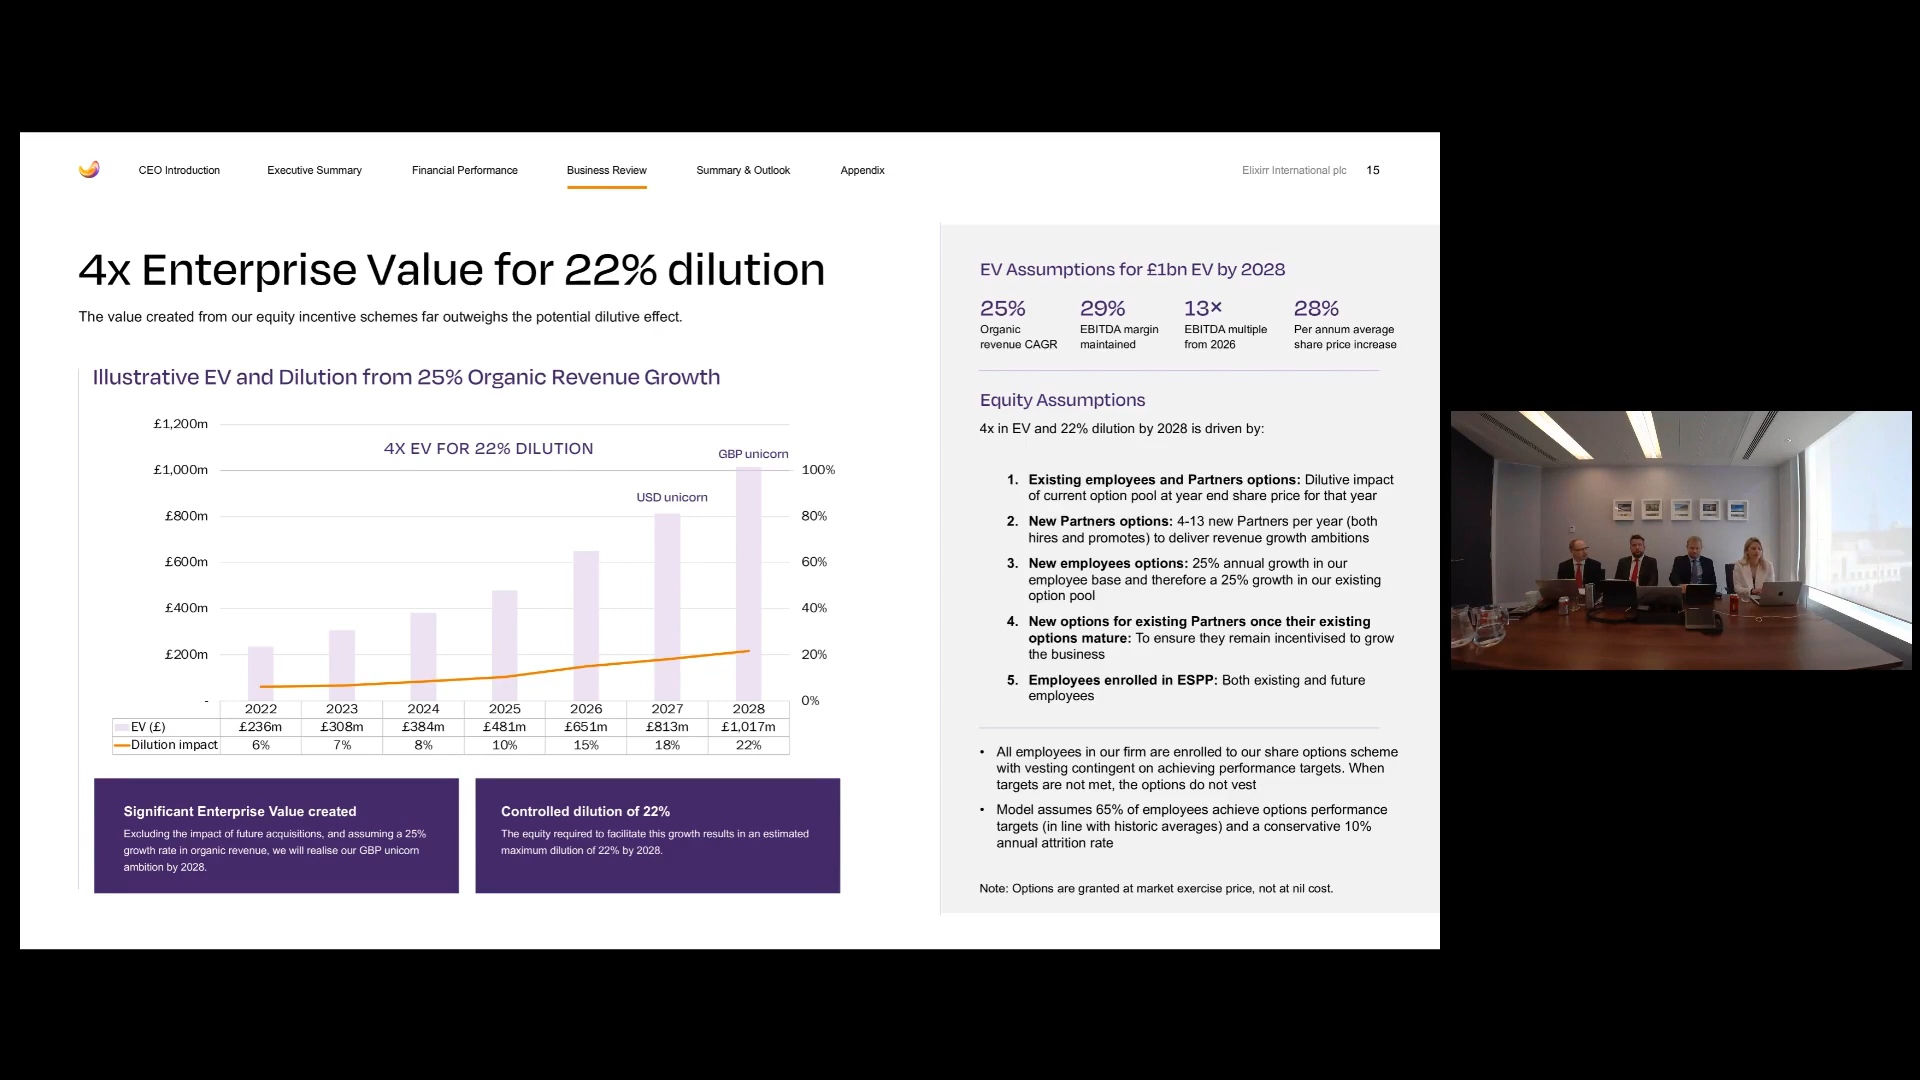 CEO Introduction Executive Summary Financial Performance Business Review Summary & Outlook Appendix Elixirr International plc 15
4x Enterprise Value for 22% dilution
The value created from our equity incentive schemes far outweighs the potential dilutive effect.
Illustrative EV and Dilution from 25% Organic Revenue Growth
£1,200m
4X EV FOR 22% DILUTION
GBP unicorn
£1,000m 100%
USD unicorn
£800m 80%
£600m 60%
£400m 40%
£200m 20%
- 0%
2022 2023 2024 2025 2026 2027 2028
EV (£) £236m £308m £384m £481m £651m £813m £1,017m
Dilution impact 6% 7% 8% 10% 15% 18% 22%
Significant Enterprise Value created
Excluding the impact of future acquisitions, and assuming a 25%
growth rate in organic revenue, we will realise our GBP unicorn
ambition by 2028.
Controlled dilution of 22%
The equity required to facilitate this growth results in an estimated
maximum dilution of 22% by 2028.
EV Assumptions for £1bn EV by 2028
25% 29% 13× 28%
Organic EBITDA margin EBITDA multiple Per annum average
revenue CAGR maintained from 2026 share price increase
Equity Assumptions
4x in EV and 22% dilution by 2028 is driven by:
1. Existing employees and Partners options: Dilutive impact
of current option pool at year end share price for that year
2. New Partners options: 4-13 new Partners per year (both
hires and promotes) to deliver revenue growth ambitions
3. New employees options: 25% annual growth in our
employee base and therefore a 25% growth in our existing
option pool
4. New options for existing Partners once their existing
options mature: To ensure they remain incentivised to grow
the business
5. Employees enrolled in ESPP: Both existing and future
employees
• All employees in our firm are enrolled to our share options scheme
with vesting contingent on achieving performance targets. When
targets are not met, the options do not vest
• Model assumes 65% of employees achieve options performance
targets (in line with historic averages) and a conservative 10%
annual attrition rate
Note: Options are granted at market exercise price, not at nil cost.